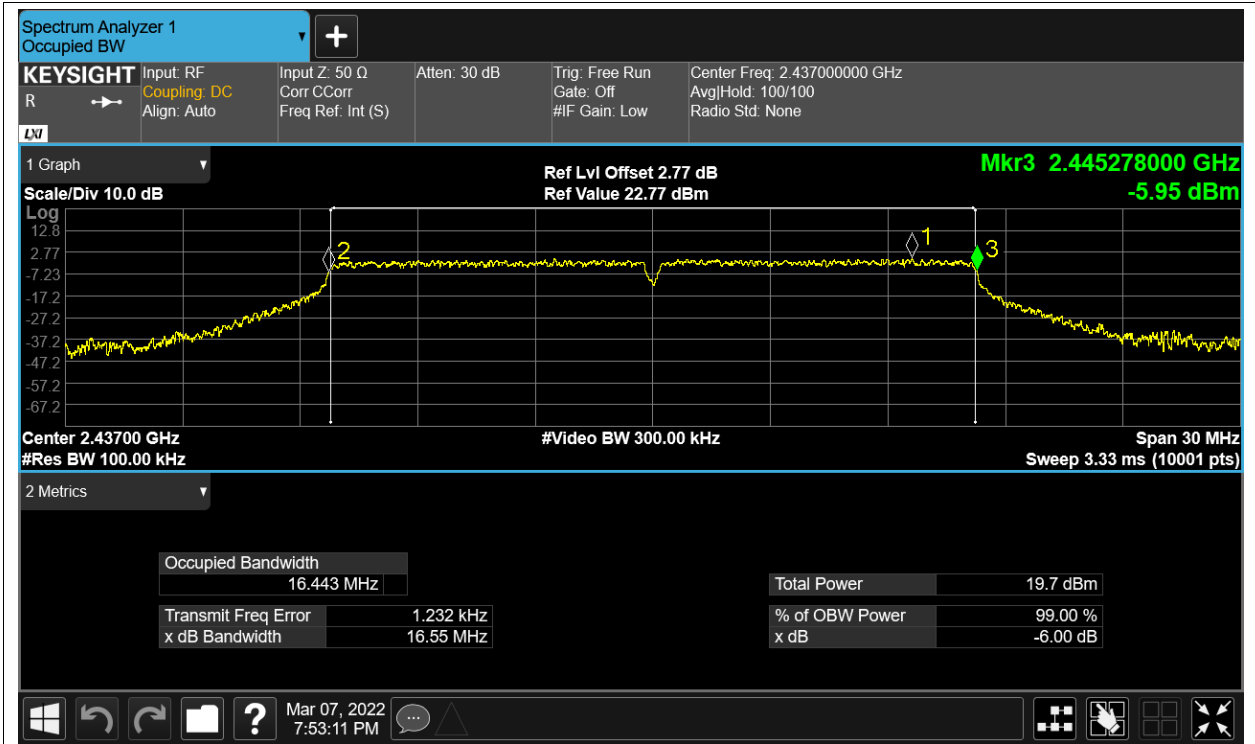 Spectrum Analyzer 1
Occupied BW
KEYSIGHT
R
LXI
Input: RF
Coupling: DC
Align: Auto
Input Z: 50 Ω
Corr CCorr
Freq Ref: Int (S)
Atten: 30 dB
Trig: Free Run
Gate: Off
#IF Gain: Low
Center Freq: 2.437000000 GHz
Avg|Hold: 100/100
Radio Std: None
1 Graph
Scale/Div 10.0 dB
Ref Lvl Offset 2.77 dB
Ref Value 22.77 dBm
Mkr3 2.445278000 GHz
-5.95 dBm
Log
12.8
2.77
-7.23
-17.2
-27.2
-37.2
-47.2
-57.2
-67.2
2
1
3
Center 2.43700 GHz
#Res BW 100.00 kHz
#Video BW 300.00 kHz
Span 30 MHz
Sweep 3.33 ms (10001 pts)
2 Metrics
Occupied Bandwidth
16.443 MHz
Transmit Freq Error 1.232 kHz
x dB Bandwidth 16.55 MHz
Total Power 19.7 dBm
% of OBW Power 99.00 %
x dB -6.00 dB
?
Mar 07, 2022
7:53:11 PM